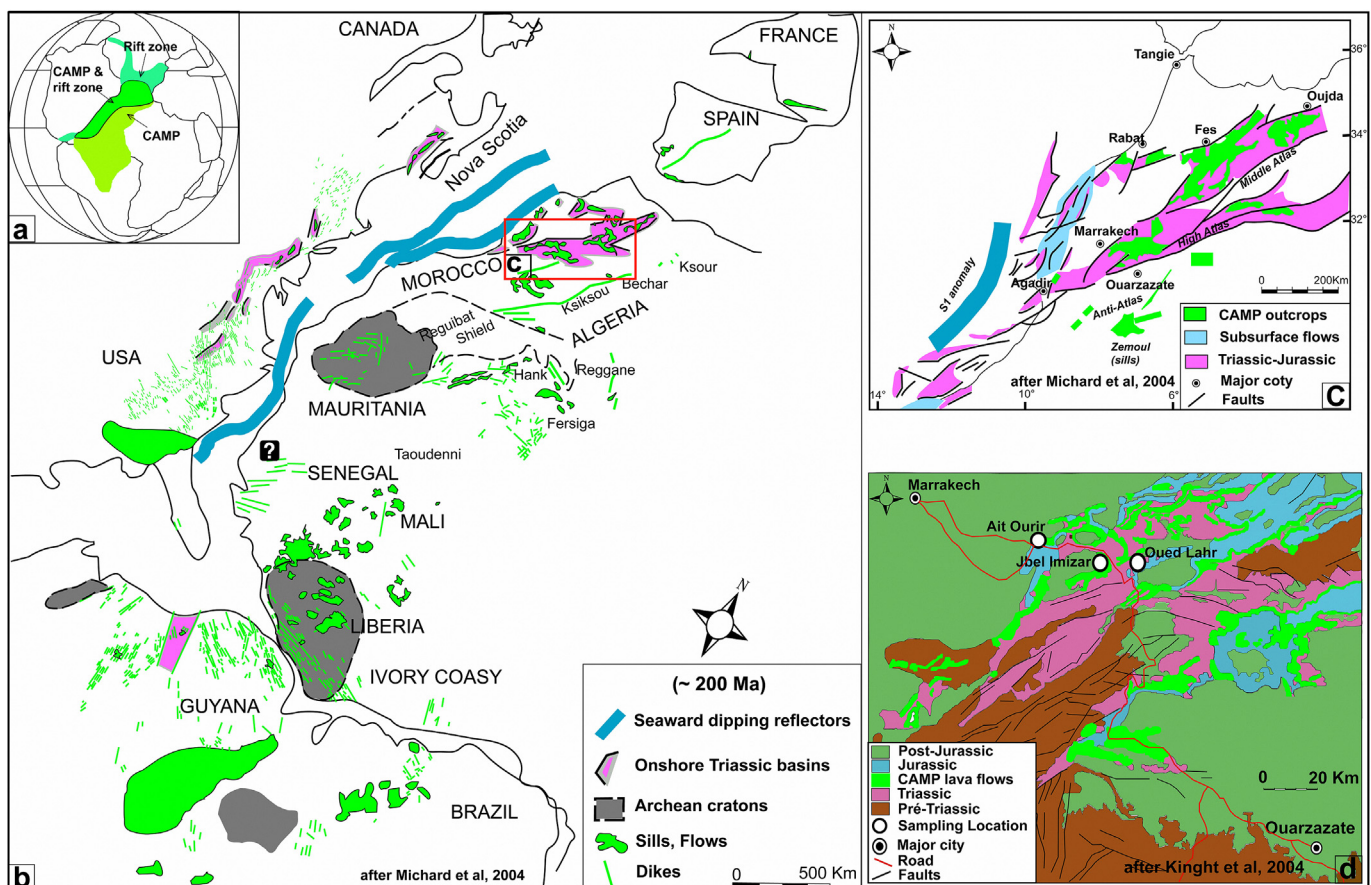 Rift zone
CAMP &
rift zone
CAMP
a
CANADA
FRANCE
SPAIN
Nova Scotia
MOROCCO
C
Ksour
Bechar
Ksiksou
ALGERIA
Reguibat
Shield
USA
Hank
Reggane
MAURITANIA
Fersiga
Taoudenni
?
SENEGAL
MALI
LIBERIA
IVORY COASY
GUYANA
BRAZIL
(~ 200 Ma)
Seaward dipping reflectors
Onshore Triassic basins
Archean cratons
Sills, Flows
Dikes
0 500 Km
after Michard et al, 2004
b
Tangie
36°
Oujda
Rabat
Fes
34°
Middle Atlas
32°
Marrakech
High Atlas
S1 anomaly
Agadir
Ouarzazate
0 200Km
Anti-Atlas
Zemoul
(sills)
CAMP outcrops
Subsurface flows
Triassic-Jurassic
Major coty
Faults
after Michard et al, 2004
C
14°
10°
6°
Marrakech
Ait Ourir
Jbel Imizar
Oued Lahr
Post-Jurassic
Jurassic
CAMP lava flows
Triassic
Pré-Triassic
Sampling Location
Major city
Road
Faults
0 20 Km
Ouarzazate
after Kinght et al, 2004
d